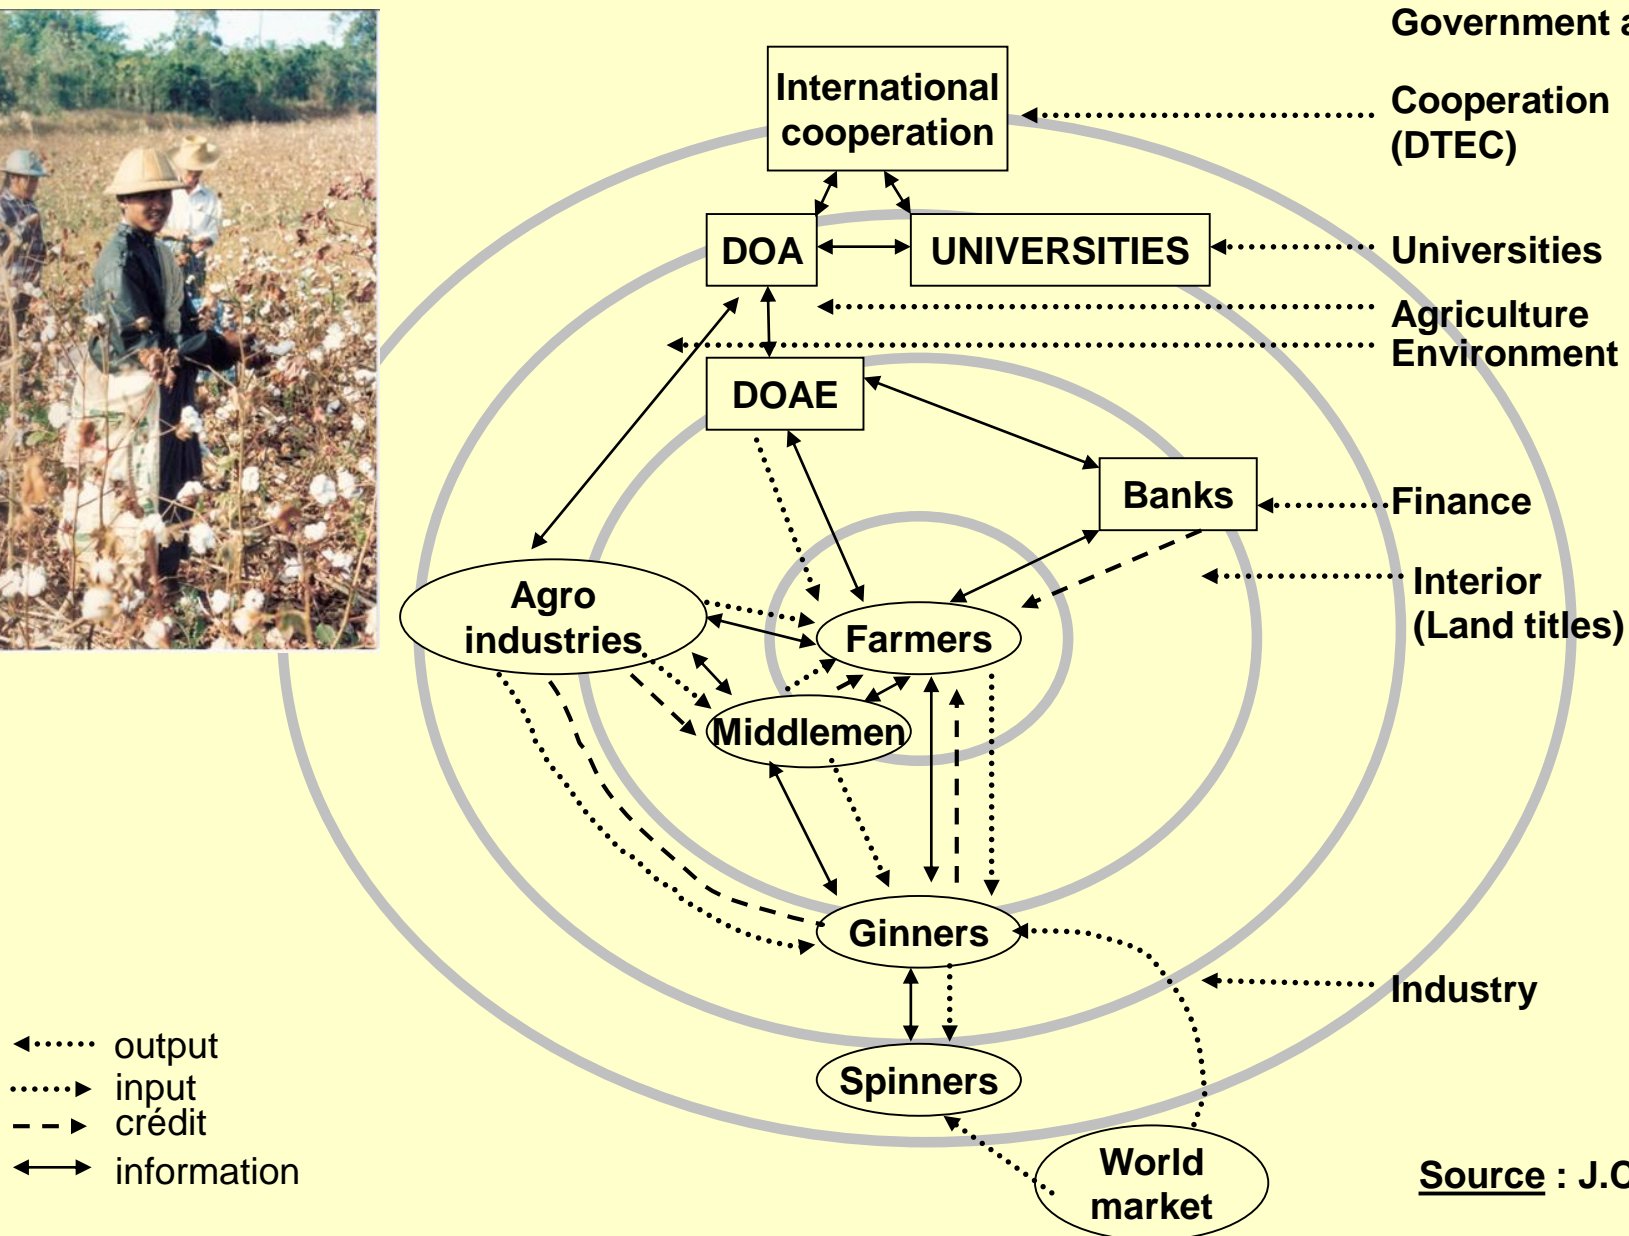 Government a
International
cooperation
Cooperation
(DTEC)
DOA
UNIVERSITIES
Universities
Agriculture
Environment
DOAE
Banks
Finance
Interior
(Land titles)
Agro
industries
Farmers
Middlemen
Ginners
Industry
Spinners
World
market
output
input
crédit
information
Source : J.C